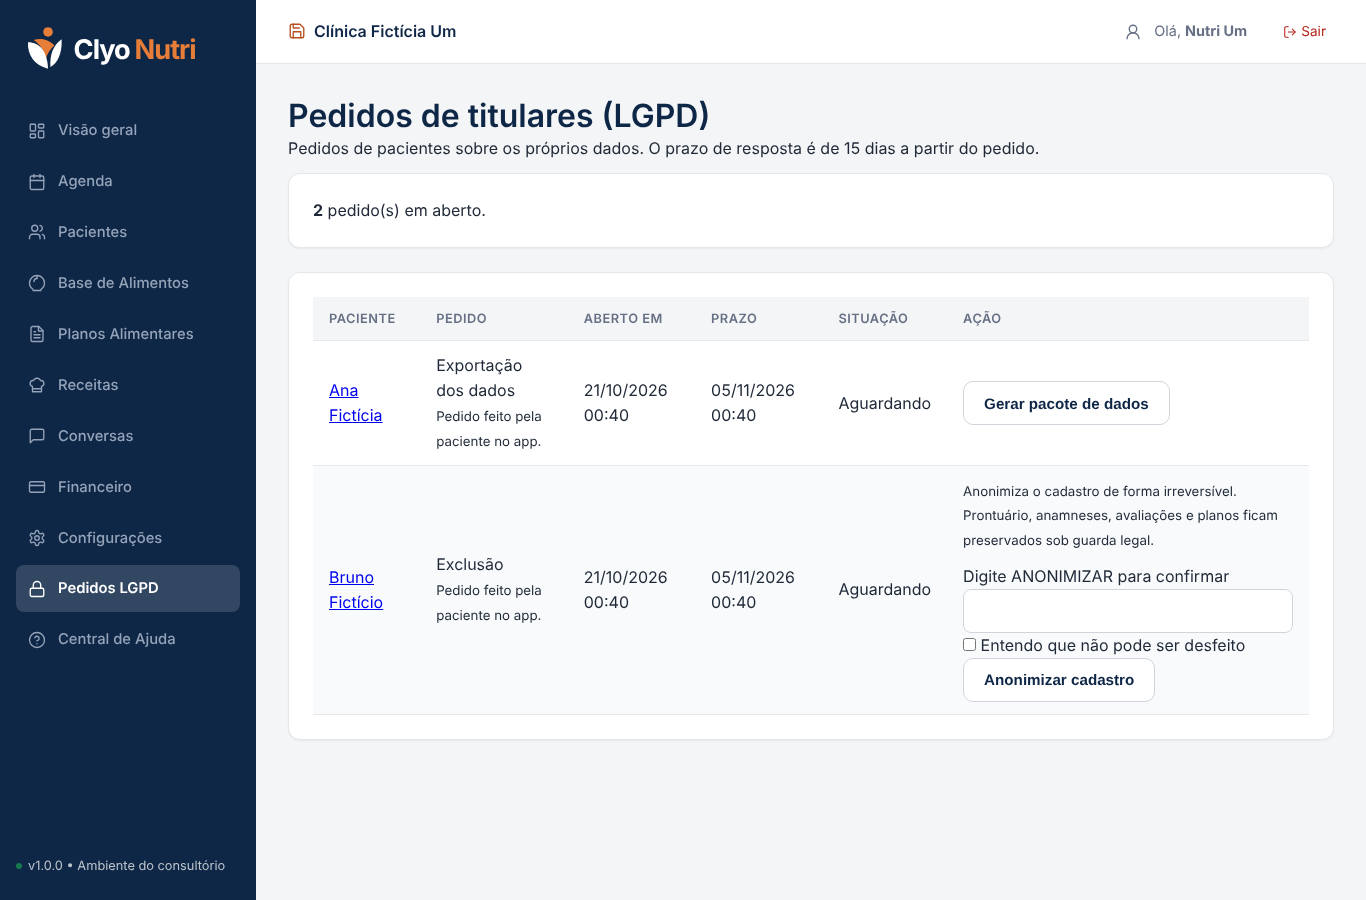 Clyo Nutri
Visão geral
Agenda
Pacientes
Base de Alimentos
Planos Alimentares
Receitas
Conversas
Financeiro
Configurações
Pedidos LGPD
Central de Ajuda
v1.0.0 • Ambiente do consultório
Clínica Fictícia Um
Olá, Nutri Um
Sair
Pedidos de titulares (LGPD)
Pedidos de pacientes sobre os próprios dados. O prazo de resposta é de 15 dias a partir do pedido.
2 pedido(s) em aberto.
PACIENTE PEDIDO ABERTO EM PRAZO SITUAÇÃO AÇÃO
Ana
Fictícia
Exportação
dos dados
Pedido feito pela
paciente no app.
21/10/2026
00:40
05/11/2026
00:40
Aguardando
Gerar pacote de dados
Bruno
Fictício
Exclusão
Pedido feito pela
paciente no app.
21/10/2026
00:40
05/11/2026
00:40
Aguardando
Anonimiza o cadastro de forma irreversível.
Prontuário, anamneses, avaliações e planos ficam
preservados sob guarda legal.
Digite ANONIMIZAR para confirmar
Entendo que não pode ser desfeito
Anonimizar cadastro